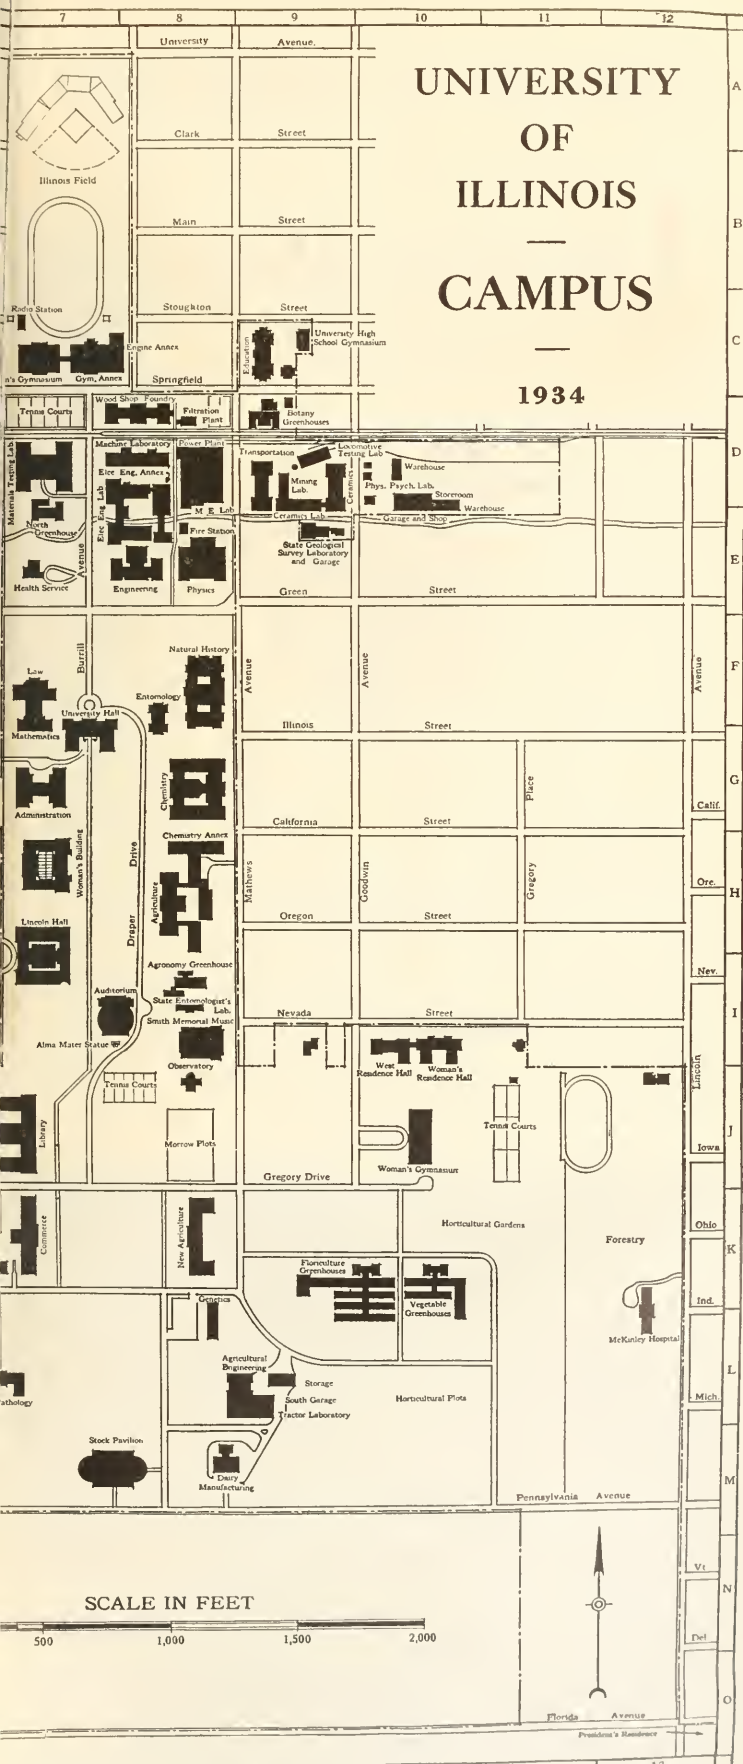 7 8 9 10 11 12
University Avenue.
A
UNIVERSITY
OF
ILLINOIS
CAMPUS
1934
Clark Street
Illinois Field
Main Street
B
Radio Station
Stoughton Street
University High
School Gymnasium
Education
C
Engine Annex
n's Gymnasium
Gym, Annex
Springfield
Tennis Courts
Wood Shop Foundry
Filtration
Plant
Botany
Greenhouses
D
Materials Testing Lab.
Machine Laboratory
Power Plant
Elec Eng, Annex
Transportation
Locomotive
Testing Lab
Mining
Lab.
Ceramics
Warehouse
Phys. Psych, Lab.
Storeroom
Warehouse
M E Lab
Ceramics Lab.
Garage and Shop
North
Greenhouse
Elec Eng Lab
Fire Station
State Geological
Survey Laboratory
and Garage
E
Health Service
Avenue
Engineering
Physics
Green Street
Burrill
Natural History
F
Law
Entomology
Avenue
Avenue
Avenue
University Hall
Mathematics
Illinois Street
G
Administration
Chemistry
Place
Calif.
California Street
Chemistry Annex
Woman's Building
Drive
Draper
Agriculture
Mathews
Goodwin
Gregory
Ore.
H
Oregon Street
Lincoln Hall
Agronomy Greenhouse
Nev.
Auditorium
State Entomologist's
Lab.
Nevada Street
I
Smith Memorial Music
Alma Mater Statue
Observatory
West
Residence Hall
Woman's
Residence Hall
Lincoln
Tennis Courts
Tennis Courts
J
Library
Morrow Plots
Iowa
Woman's Gymnasium
Gregory Drive
Commerce
New Agriculture
Horticultural Gardens
Ohio
Forestry
K
Floriculture
Greenhouses
Vegetable
Greenhouses
Genetics
Ind.
McKinley Hospital
Agricultural
Engineering
Storage
L
athology
South Garage
Tractor Laboratory
Horticultural Plots
Mich.
Stock Pavilion
Dairy
Manufacturing
M
Pennsylvania Avenue
Vt
N
SCALE IN FEET
500 1,000 1,500 2,000
Del
O
Florida Avenue
President's Residence